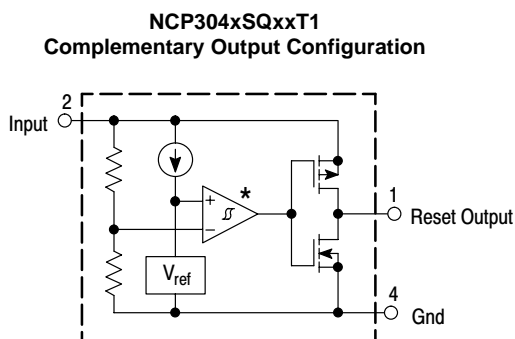 NCP304xSQxxT1
Complementary Output Configuration
2
Input
*
+
1
Reset Output
−
Vref
4
Gnd